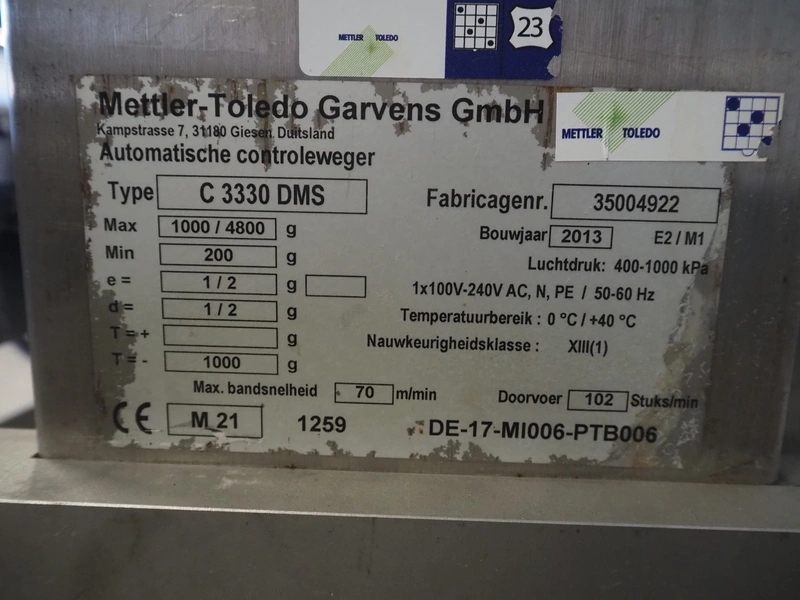 METTLER TOLEDO
23
Mettler-Toledo Garvens GmbH
METTLER TOLEDO
Kampstrasse 7, 31180 Giesen, Duitsland
Automatische controleweger
Type C 3330 DMS Fabricagenr. 35004922
Max 1000 / 4800 g Bouwjaar 2013 E2 / M1
Min 200 g Luchtdruk: 400-1000 kPa
e = 1 / 2 g 1x100V-240V AC, N, PE / 50-60 Hz
d = 1 / 2 g Temperatuurbereik : 0 °C / +40 °C
T = + g Nauwkeurigheidsklasse : XIII(1)
T = - 1000 g
Max. bandsnelheid 70 m/min Doorvoer 102 Stuks/min
CE M 21 1259 DE-17-MI006-PTB006